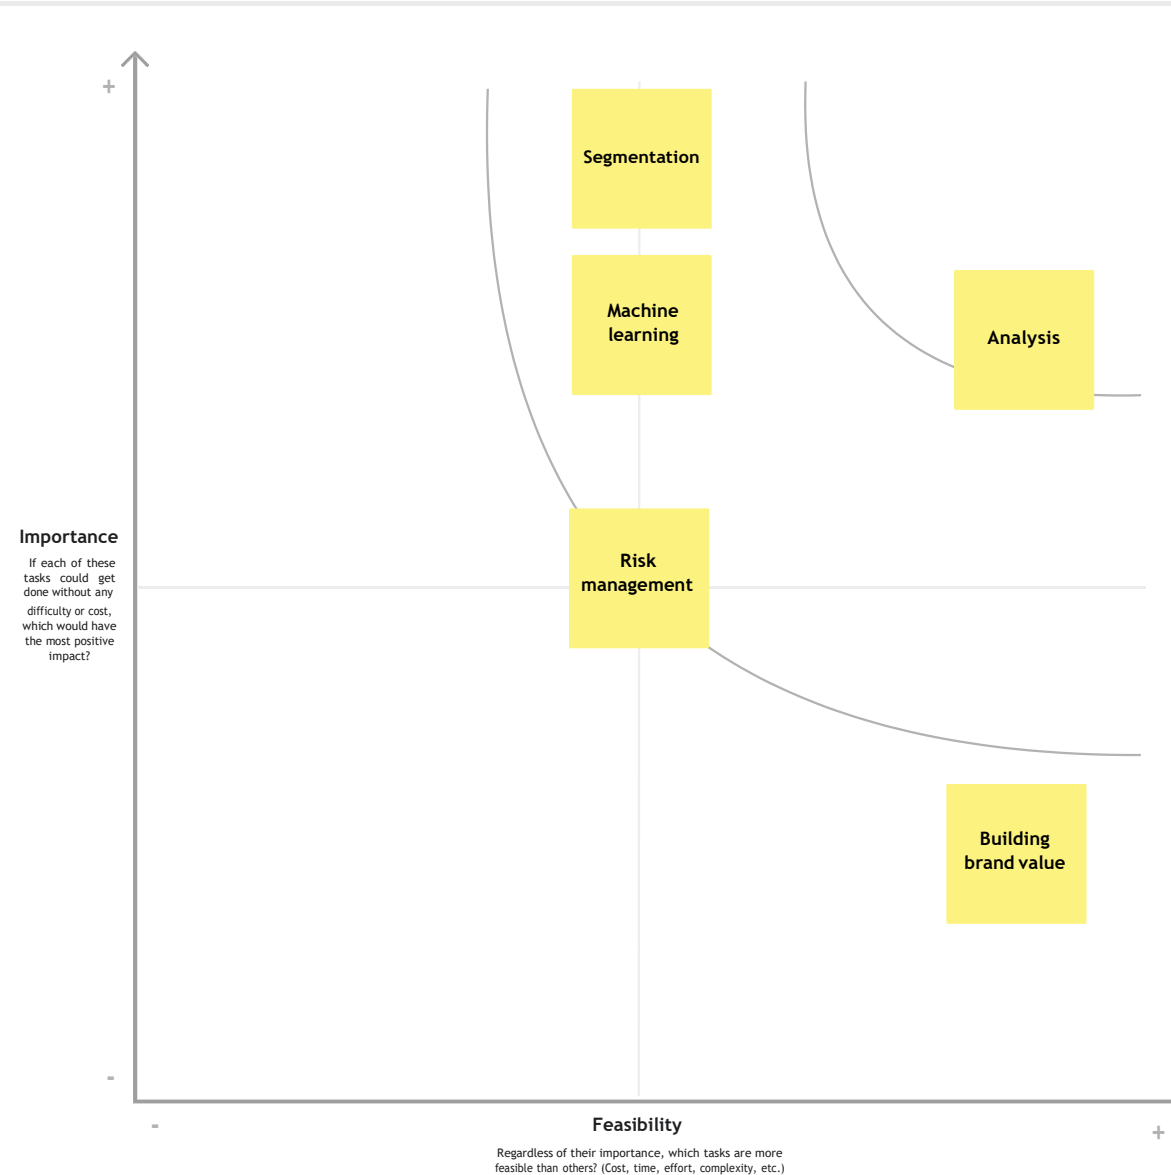 +
Segmentation
Machine
learning
Analysis
Importance
If each of these
tasks could get
done without any
difficulty or cost,
which would have
the most positive
impact?
Risk
management
Building
brand value
-
-
Feasibility
+
Regardless of their importance, which tasks are more
feasible than others? (Cost, time, effort, complexity, etc.)